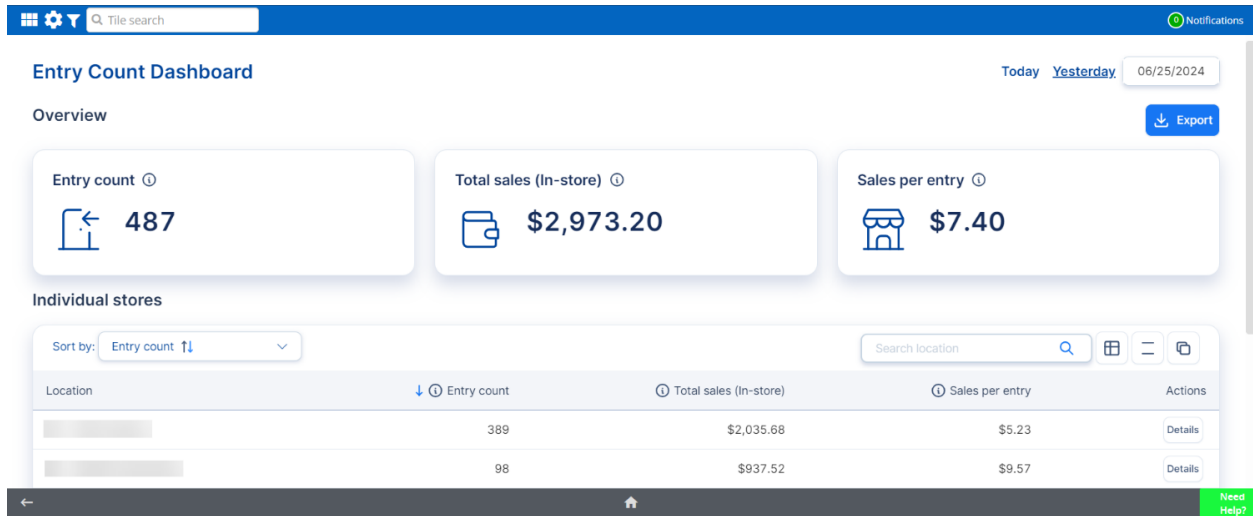 Tile search
0 Notifications
Entry Count Dashboard
Today Yesterday 06/25/2024
Overview
Export
Entry count
487
Total sales (In-store)
$2,973.20
Sales per entry
$7.40
Individual stores
Sort by: Entry count
Search location
Location Entry count Total sales (In-store) Sales per entry Actions
389 $2,035.68 $5.23 Details
98 $937.52 $9.57 Details
Need
Help?